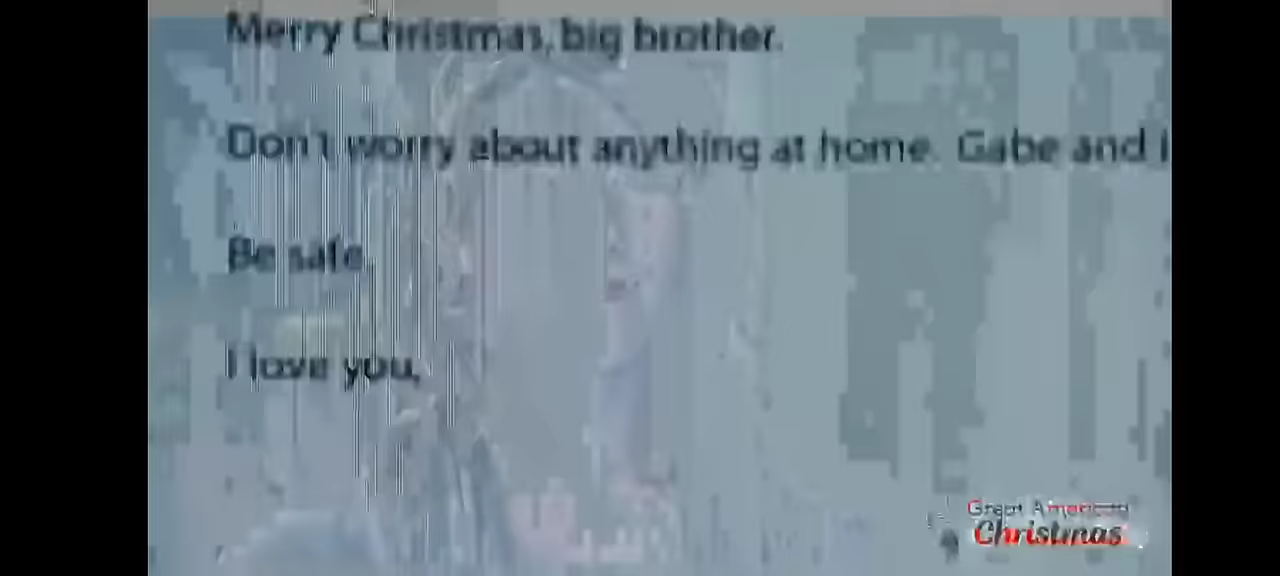 Merry Christmas, big brother.
Don't worry about anything at home. Gabe and I
Be safe.
I love you,
Great American
Christmas